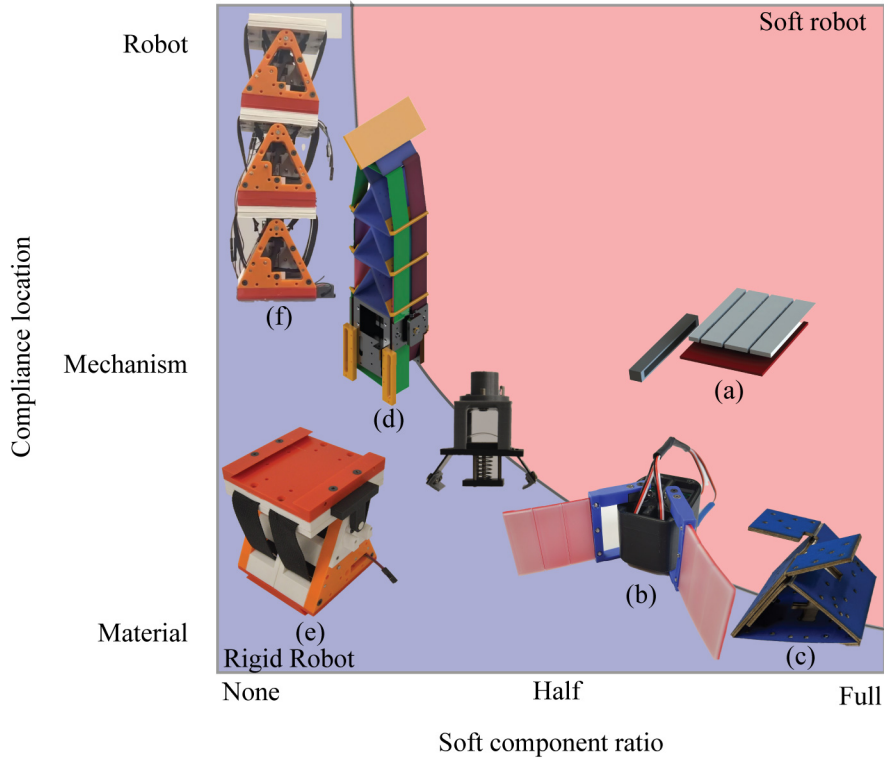 Robot
Soft robot
(f)
Compliance location
Mechanism
(a)
(d)
(b)
Material
(e)
(c)
Rigid Robot
None
Half
Full
Soft component ratio